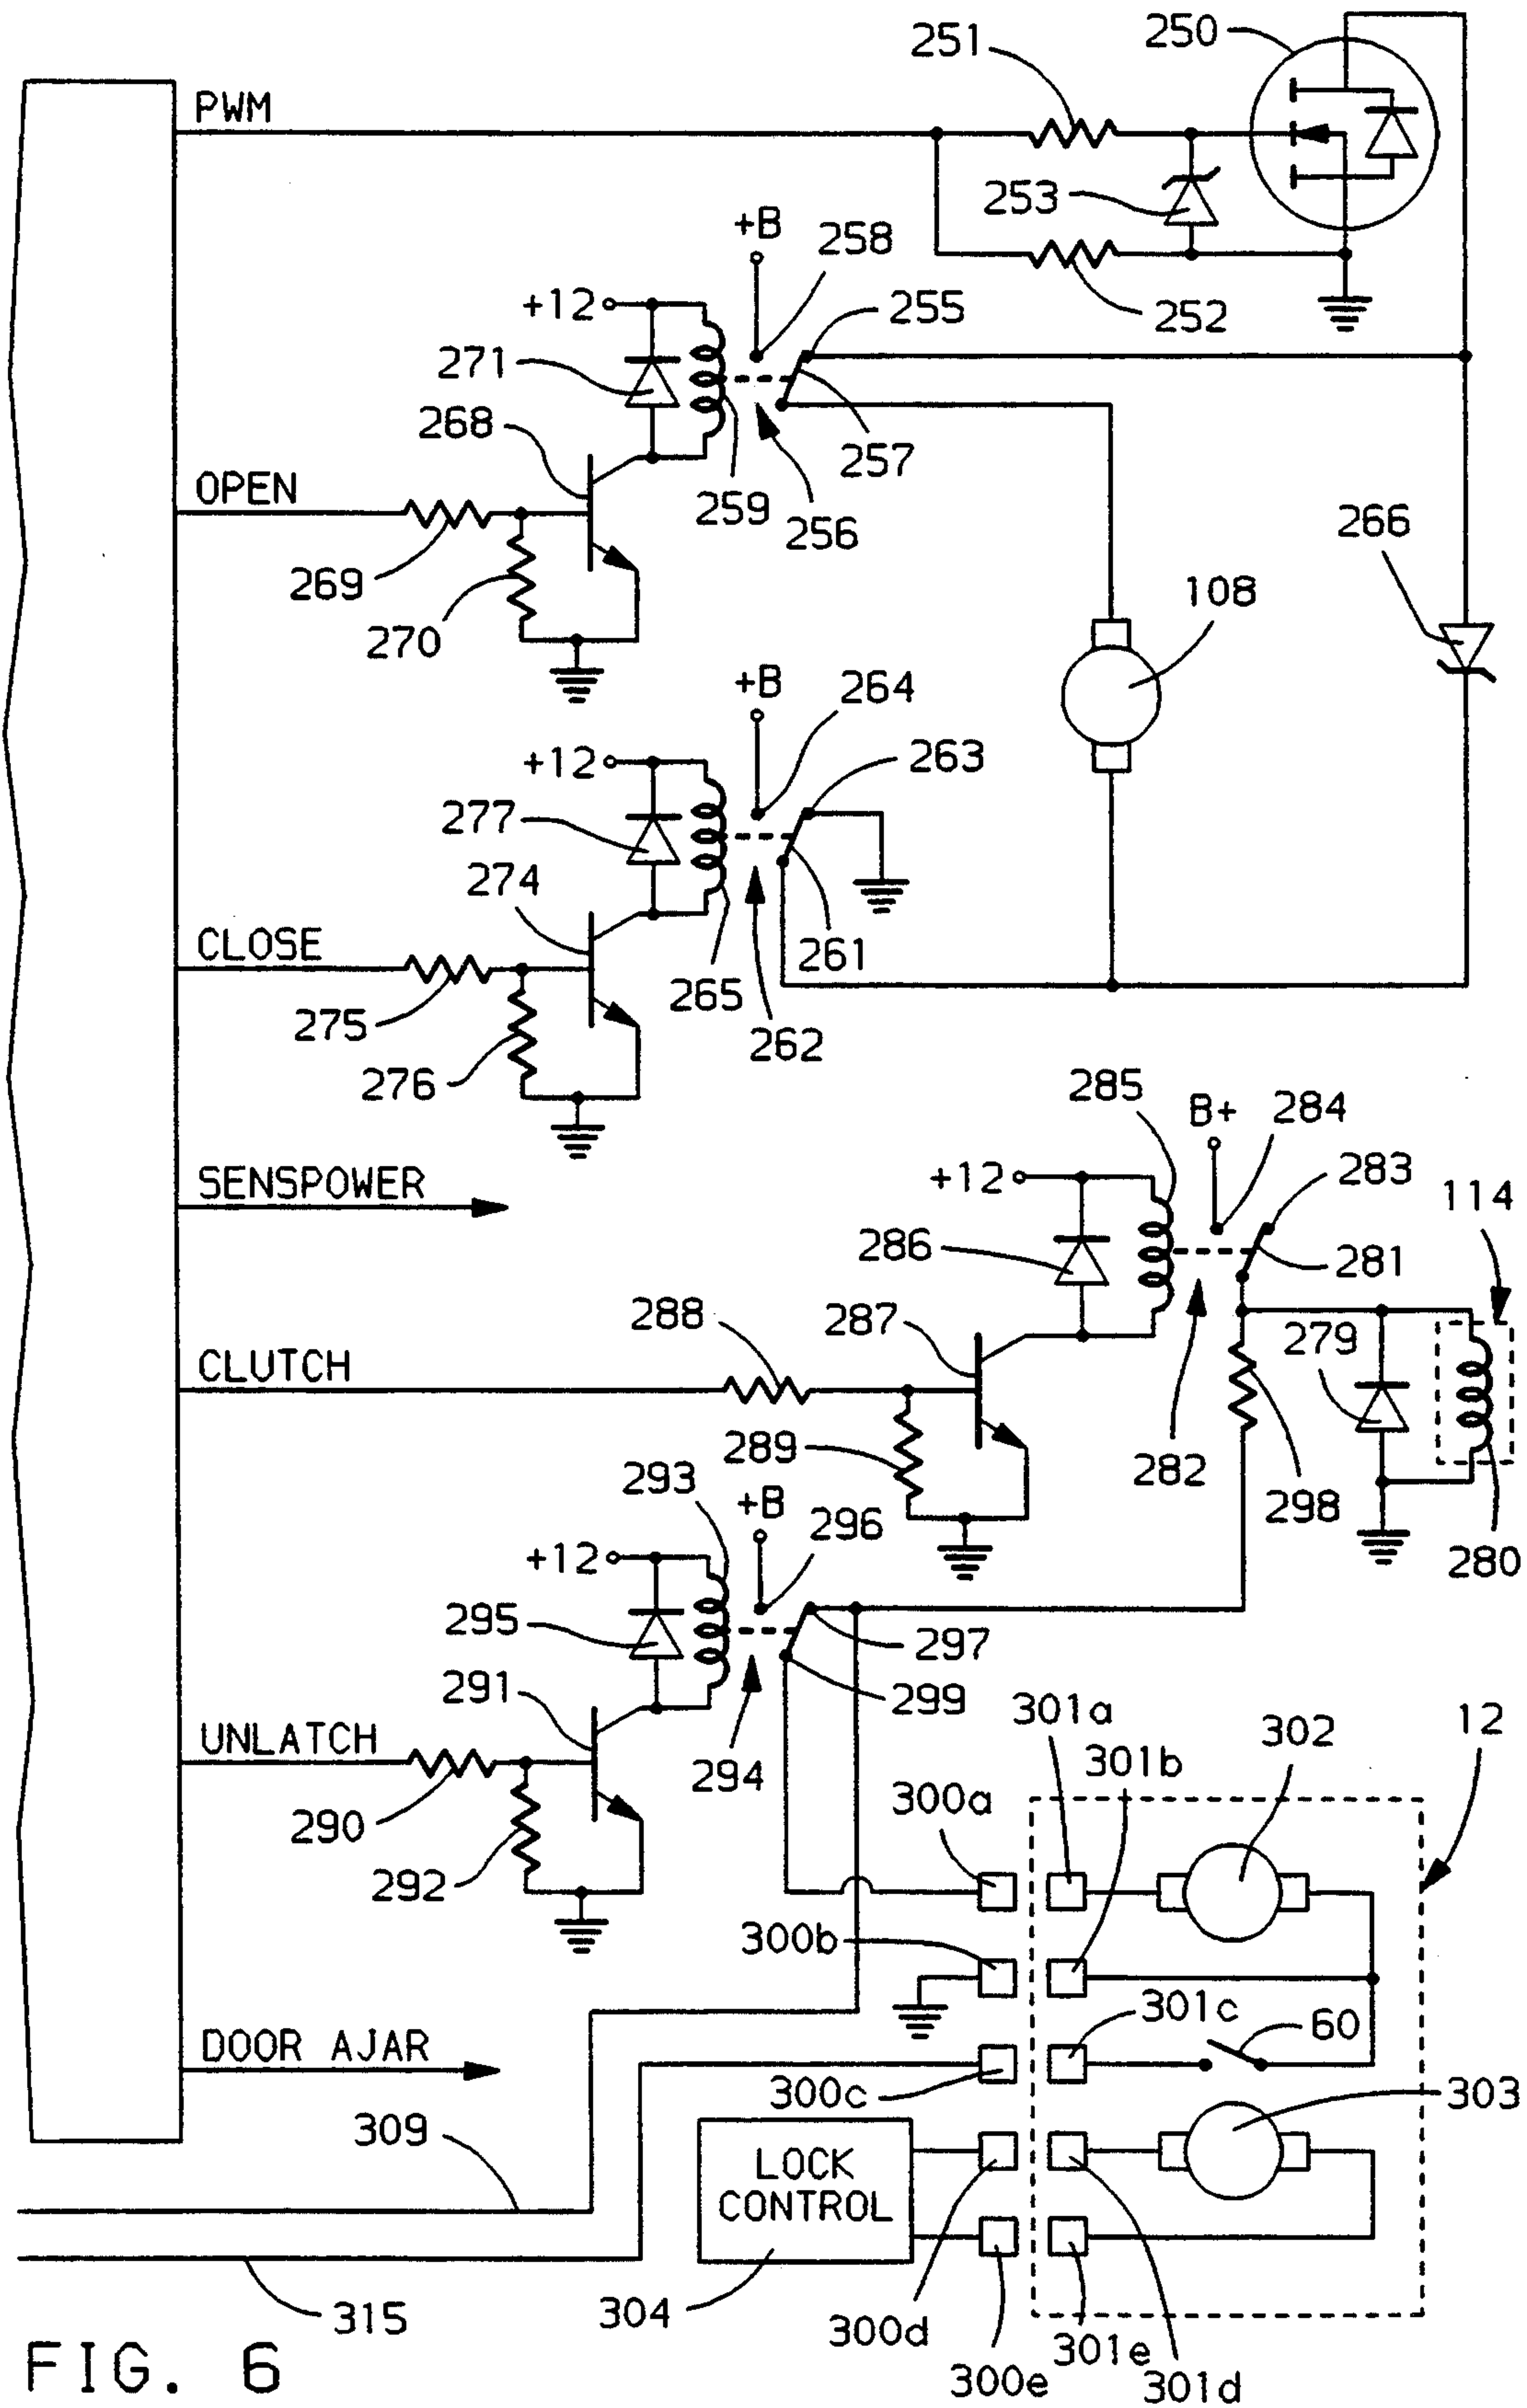 250
251
PWM
253
+B
258
252
+12
255
271
268
257
OPEN
259
256
266
269
108
270
+B
264
+12
263
277
274
CLOSE
261
265
275
262
276
285
B+
284
SENSPOWER
+12
283
114
286
281
288
287
279
CLUTCH
289
293
282
+B
298
296
+12
280
295
297
291
299
301a
12
UNLATCH
302
294
301b
300a
290
292
300b
301c
60
DOOR AJAR
300c
303
309
LOCK
CONTROL
315
304
300d
301e
300e
301d
FIG. 6